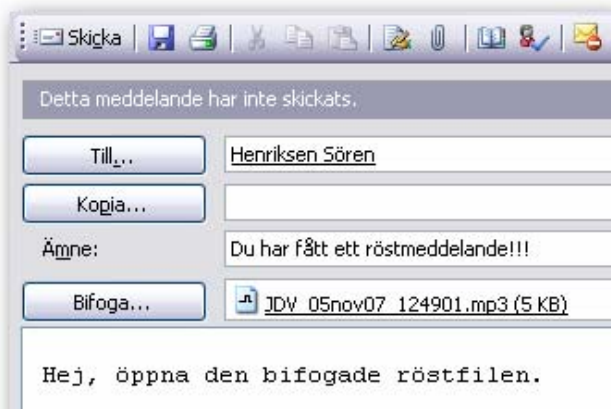 Skicka
Detta meddelande har inte skickats.
Till... Henriksen Sören
Kopia...
Ämne: Du har fått ett röstmeddelande!!!
Bifoga... JDV_05nov07_124901.mp3 (5 KB)
Hej, öppna den bifogade röstfilen.